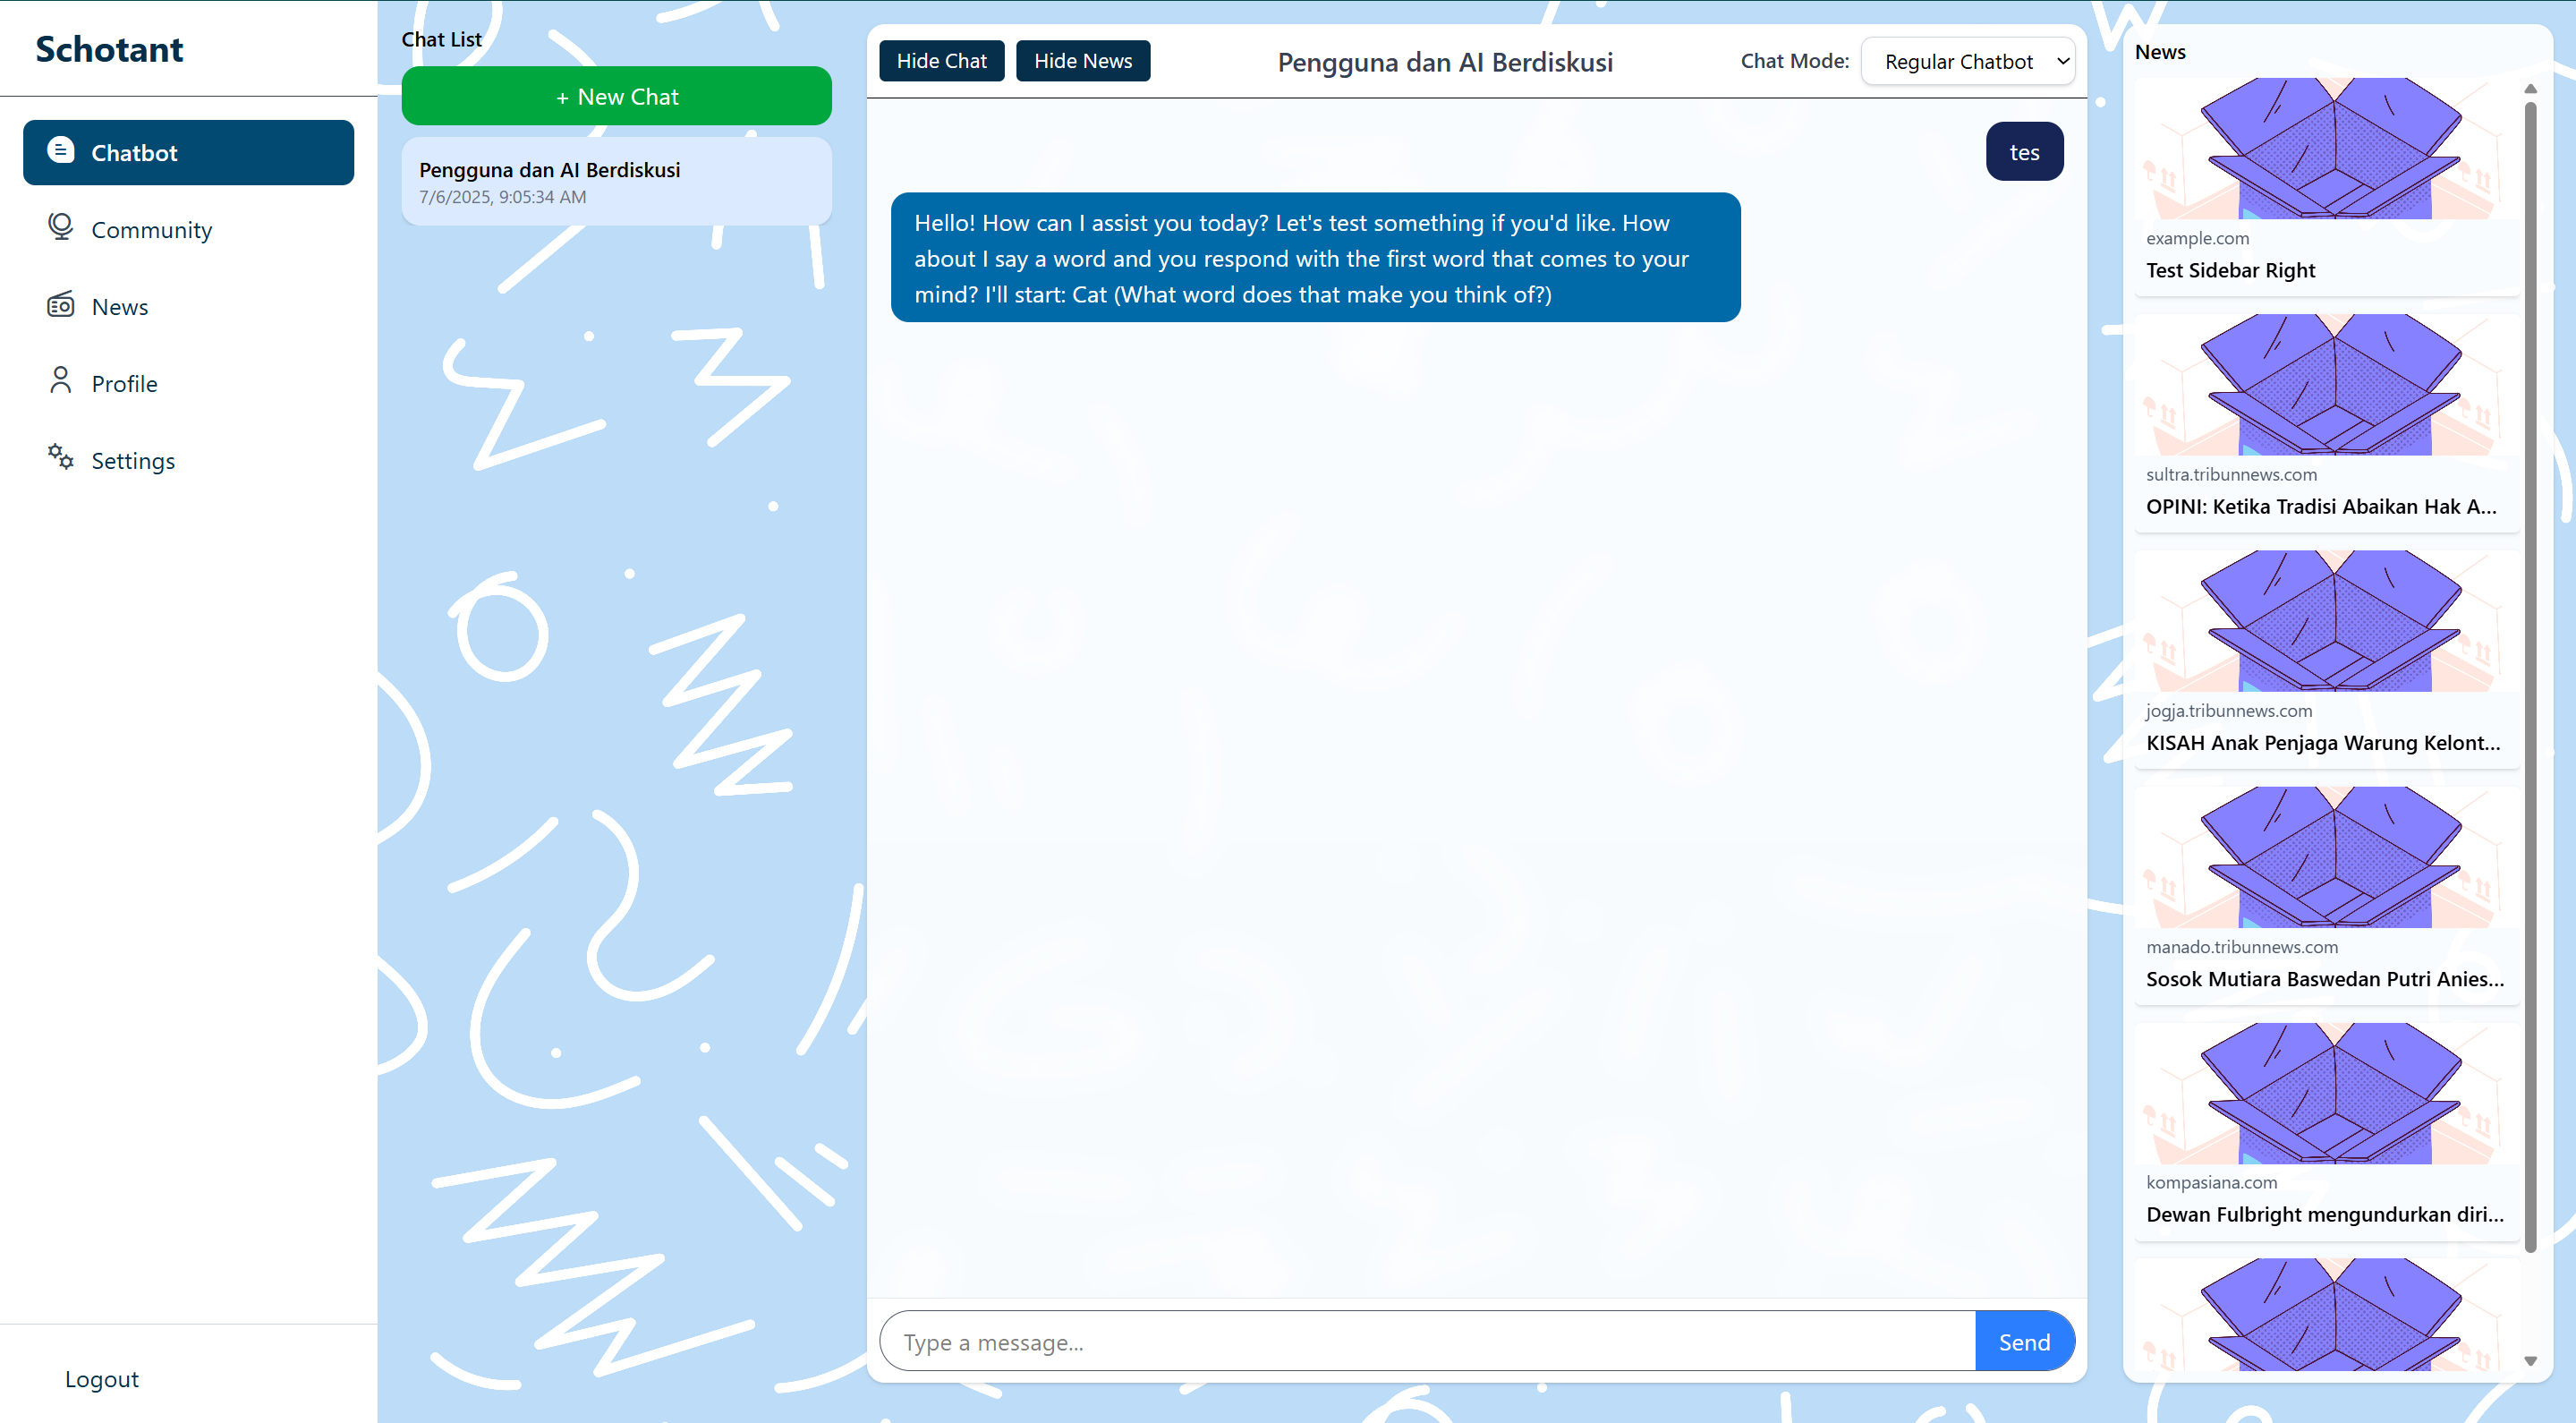 Schotant
Chatbot
Community
News
Profile
Settings
Logout
Chat List
+ New Chat
Pengguna dan AI Berdiskusi
7/6/2025, 9:05:34 AM
Hide Chat
Hide News
Pengguna dan AI Berdiskusi
Chat Mode:
Regular Chatbot
tes
Hello! How can I assist you today? Let's test something if you'd like. How
about I say a word and you respond with the first word that comes to your
mind? I'll start: Cat (What word does that make you think of?)
Type a message...
Send
News
example.com
Test Sidebar Right
sultra.tribunnews.com
OPINI: Ketika Tradisi Abaikan Hak A...
jogja.tribunnews.com
KISAH Anak Penjaga Warung Kelont...
manado.tribunnews.com
Sosok Mutiara Baswedan Putri Anies...
kompasiana.com
Dewan Fulbright mengundurkan diri...